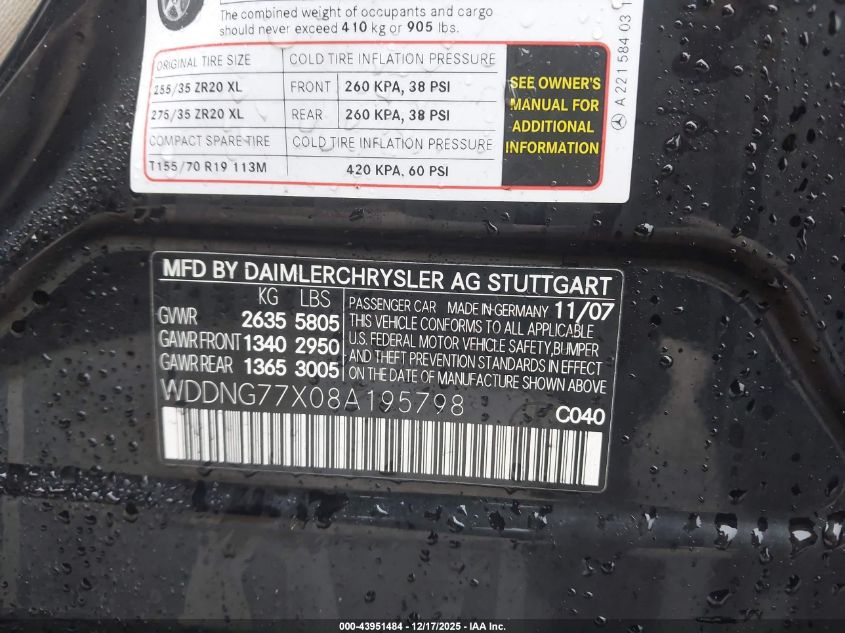 The combined weight of occupants and cargo
should never exceed 410 kg or 905 lbs.
ORIGINAL TIRE SIZE COLD TIRE INFLATION PRESSURE
255/35 ZR20 XL FRONT 260 KPA, 38 PSI
275/35 ZR20 XL REAR 260 KPA, 38 PSI
COMPACT SPARE TIRE COLD TIRE INFLATION PRESSURE
T155/70 R19 113M 420 KPA, 60 PSI
SEE OWNER'S
MANUAL FOR
ADDITIONAL
INFORMATION
A 221 584 03 1
MFD BY DAIMLERCHRYSLER AG STUTTGART
KG LBS
GVWR 2635 5805
GAWR FRONT 1340 2950
GAWR REAR 1365 3005
PASSENGER CAR MADE IN GERMANY 11/07
THIS VEHICLE CONFORMS TO ALL APPLICABLE
U.S. FEDERAL MOTOR VEHICLE SAFETY, BUMPER
AND THEFT PREVENTION STANDARDS IN EFFECT
ON THE DATE OF MANUFACTURE SHOWN ABOVE
WDDNG77X08A195798
C040
000-43951484 - 12/17/2025 - IAA Inc.